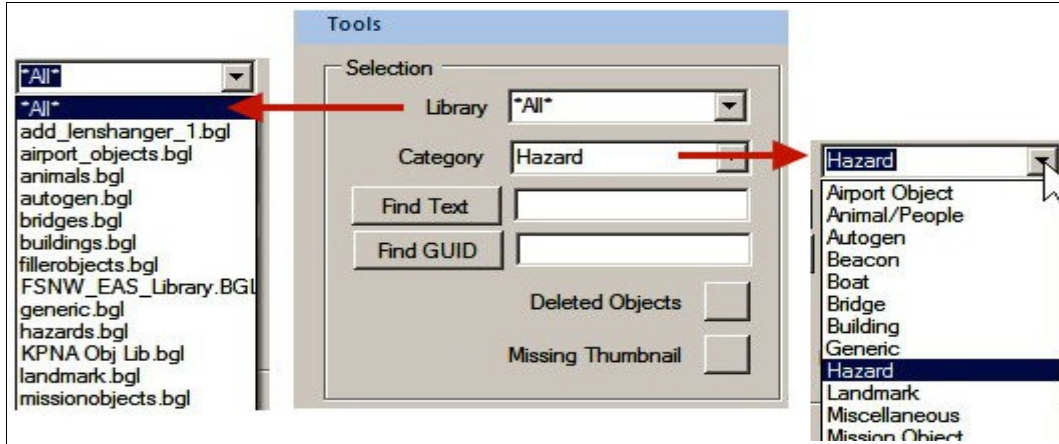 *All*
*All*
add_lenshanger_1.bgl
airport_objects.bgl
animals.bgl
autogen.bgl
bridges.bgl
buildings.bgl
fillerobjects.bgl
FSNW_EAS_Library.BGL
generic.bgl
hazards.bgl
KPNA Obj Lib.bgl
landmark.bgl
missionobjects.bgl
Tools
Selection
Library *All*
Category Hazard
Find Text
Find GUID
Deleted Objects
Missing Thumbnail
Hazard
Airport Object
Animal/People
Autogen
Beacon
Boat
Bridge
Building
Generic
Hazard
Landmark
Miscellaneous
Mission Object